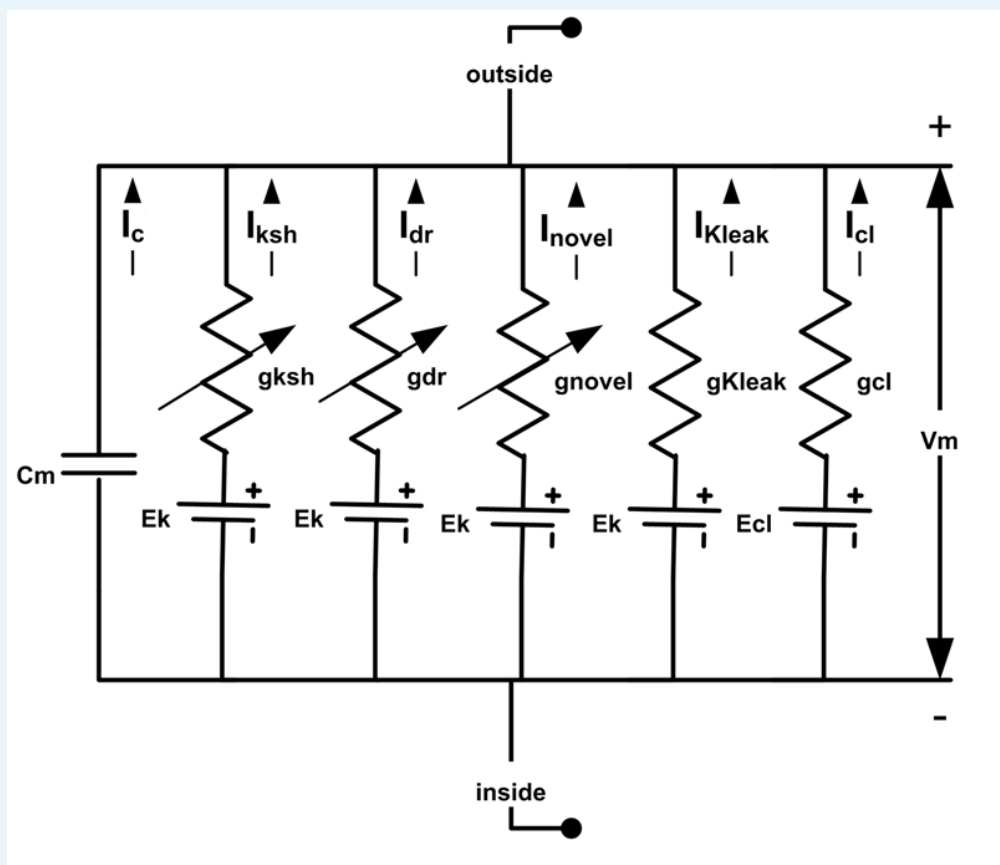 outside
+
Ic Iksh Idr Inovel IKleak Icl
gksh gdr gnovel gKleak gcl
Vm
Cm
+ + + + +
Ek Ek Ek Ek Ecl
- - - - -
-
inside